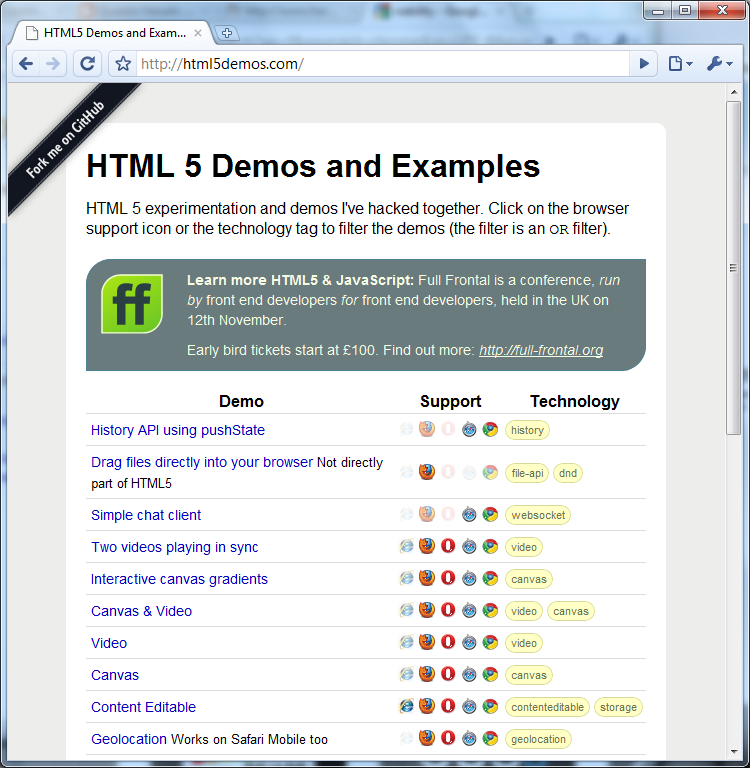 HTML5 Demos and Exam...
http://html5demos.com/
Fork me on GitHub
HTML 5 Demos and Examples
HTML 5 experimentation and demos I've hacked together. Click on the browser
support icon or the technology tag to filter the demos (the filter is an OR filter).
ff
Learn more HTML5 & JavaScript: Full Frontal is a conference, run
by front end developers for front end developers, held in the UK on
12th November.
Early bird tickets start at £100. Find out more: http://full-frontal.org
Demo Support Technology
History API using pushState history
Drag files directly into your browser Not directly
part of HTML5 file-api dnd
Simple chat client websocket
Two videos playing in sync video
Interactive canvas gradients canvas
Canvas & Video video canvas
Video video
Canvas canvas
Content Editable contenteditable storage
Geolocation Works on Safari Mobile too geolocation